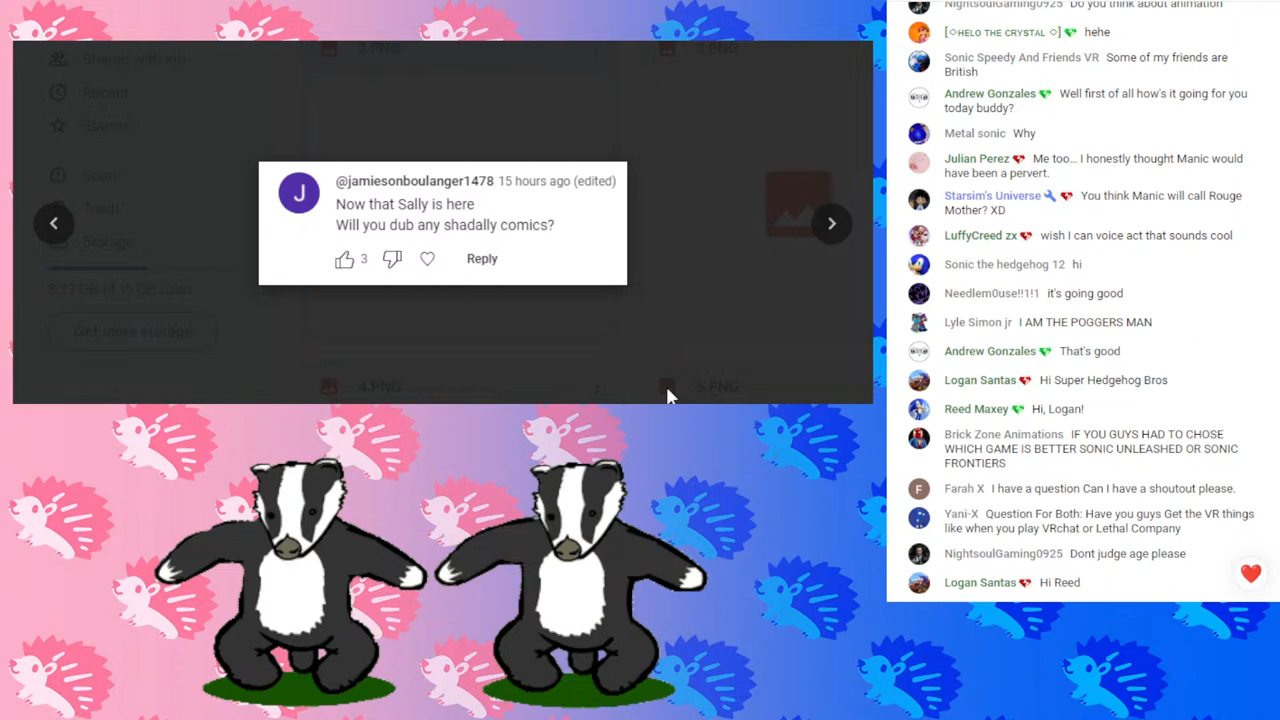 2.PNG
3.PNG
Shared with me
Recent
Starred
Spam
Trash
Storage
Get more storage
4.PNG
5.PNG
J
@jamiesonboulanger1478 15 hours ago (edited)
Now that Sally is here
Will you dub any shadally comics?
3
Reply
NightsoulGaming0925 Do you think about animation
[◇HELO THE CRYSTAL ◇] hehe
Sonic Speedy And Friends VR Some of my friends are
British
Andrew Gonzales Well first of all how's it going for you
today buddy?
Metal sonic Why
Julian Perez Me too... I honestly thought Manic would
have been a pervert.
Starsim's Universe You think Manic will call Rouge
Mother? XD
LuffyCreed zx wish I can voice act that sounds cool
Sonic the hedgehog 12 hi
Needlem0use!!1!1 it's going good
Lyle Simon jr I AM THE POGGERS MAN
Andrew Gonzales That's good
Logan Santas Hi Super Hedgehog Bros
Reed Maxey Hi, Logan!
Brick Zone Animations IF YOU GUYS HAD TO CHOSE
WHICH GAME IS BETTER SONIC UNLEASHED OR SONIC
FRONTIERS
F
Farah X I have a question Can I have a shoutout please.
Yani-X Question For Both: Have you guys Get the VR things
like when you play VRchat or Lethal Company
NightsoulGaming0925 Dont judge age please
Logan Santas Hi Reed